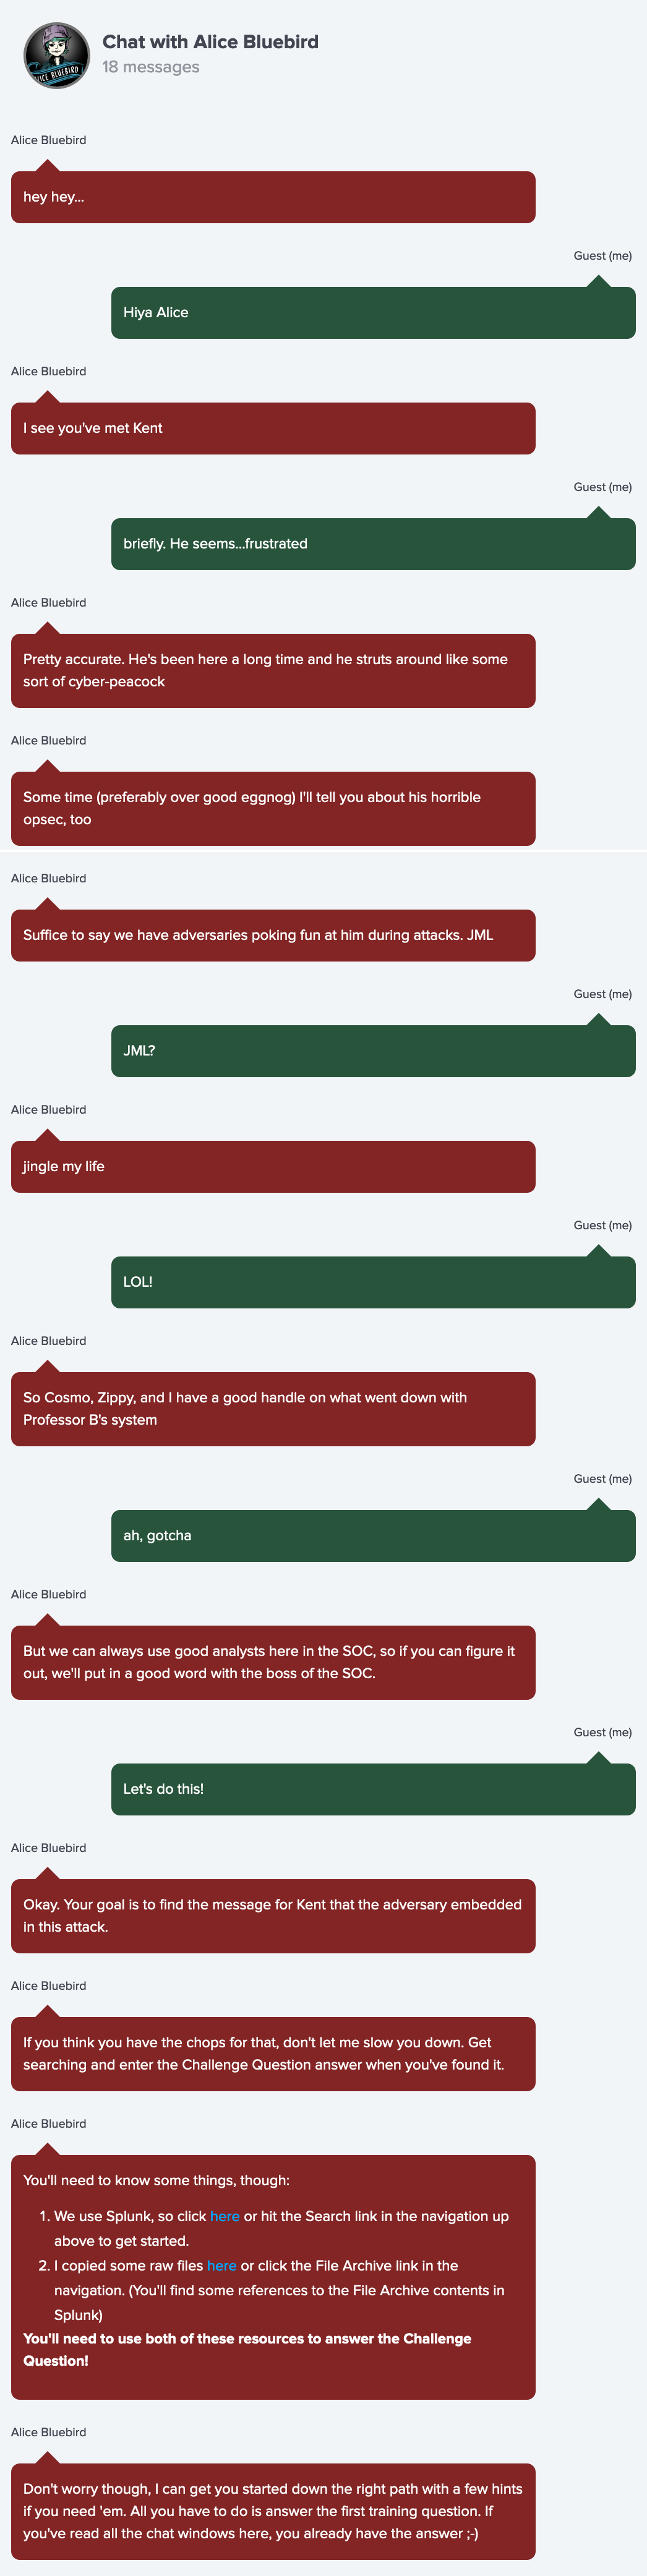 ALICE BLUEBIRD
Chat with Alice Bluebird
18 messages
Alice Bluebird
hey hey...
Guest (me)
Hiya Alice
Alice Bluebird
I see you've met Kent
Guest (me)
briefly. He seems...frustrated
Alice Bluebird
Pretty accurate. He's been here a long time and he struts around like some
sort of cyber-peacock
Alice Bluebird
Some time (preferably over good eggnog) I'll tell you about his horrible
opsec, too
Alice Bluebird
Suffice to say we have adversaries poking fun at him during attacks. JML
Guest (me)
JML?
Alice Bluebird
jingle my life
Guest (me)
LOL!
Alice Bluebird
So Cosmo, Zippy, and I have a good handle on what went down with
Professor B's system
Guest (me)
ah, gotcha
Alice Bluebird
But we can always use good analysts here in the SOC, so if you can figure it
out, we'll put in a good word with the boss of the SOC.
Guest (me)
Let's do this!
Alice Bluebird
Okay. Your goal is to find the message for Kent that the adversary embedded
in this attack.
Alice Bluebird
If you think you have the chops for that, don't let me slow you down. Get
searching and enter the Challenge Question answer when you've found it.
Alice Bluebird
You'll need to know some things, though:
1. We use Splunk, so click here or hit the Search link in the navigation up
above to get started.
2. I copied some raw files here or click the File Archive link in the
navigation. (You'll find some references to the File Archive contents in
Splunk)
You'll need to use both of these resources to answer the Challenge
Question!
Alice Bluebird
Don't worry though, I can get you started down the right path with a few hints
if you need 'em. All you have to do is answer the first training question. If
you've read all the chat windows here, you already have the answer ;-)